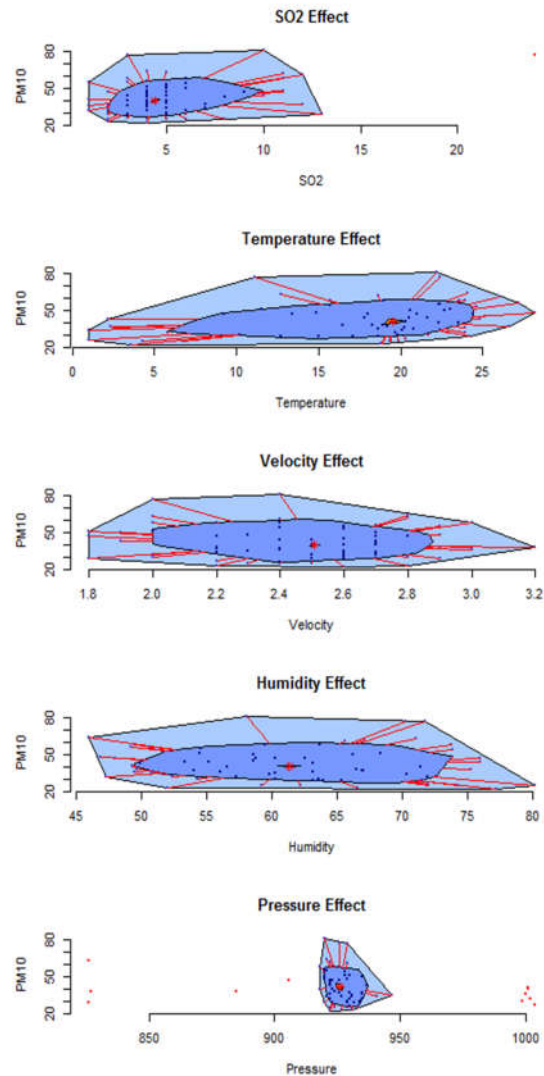 SO2 Effect
PM10
80
50
20
5 10 15 20
SO2
Temperature Effect
PM10
80
50
20
0 5 10 15 20 25
Temperature
Velocity Effect
PM10
80
50
20
1.8 2.0 2.2 2.4 2.6 2.8 3.0 3.2
Velocity
Humidity Effect
PM10
80
50
20
45 50 55 60 65 70 75 80
Humidity
Pressure Effect
PM10
80
50
20
850 900 950 1000
Pressure